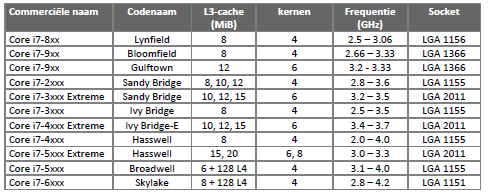 Commerciële naam Codenaam L3-cache (MiB) kernen Frequentie (GHz) Socket
Core i7-8xx Lynfield 8 4 2.5 – 3.06 LGA 1156
Core i7-9xx Bloomfield 8 4 2.66 – 3.33 LGA 1366
Core i7-9xx Gulftown 12 6 3.2 - 3.33 LGA 1366
Core i7-2xxx Sandy Bridge 8, 10, 12 4 2.8 – 3.6 LGA 1155
Core i7-3xxx Extreme Sandy Bridge 10, 12, 15 6 3.2 – 3.5 LGA 2011
Core i7-3xxx Ivy Bridge 8 4 2.5 – 3.5 LGA 1155
Core i7-4xxx Extreme Ivy Bridge-E 10, 12, 15 6 3.4 – 3.7 LGA 2011
Core i7-4xxx Hasswell 8 4 2.0 – 4.0 LGA 1155
Core i7-5xxx Extreme Hasswell 15, 20 6, 8 3.0 – 3.3 LGA 2011
Core i7-5xxx Broadwell 6 + 128 L4 4 3.1 – 4.0 LGA 1155
Core i7-6xxx Skylake 8 + 128 L4 4 2.8 – 4.2 LGA 1151